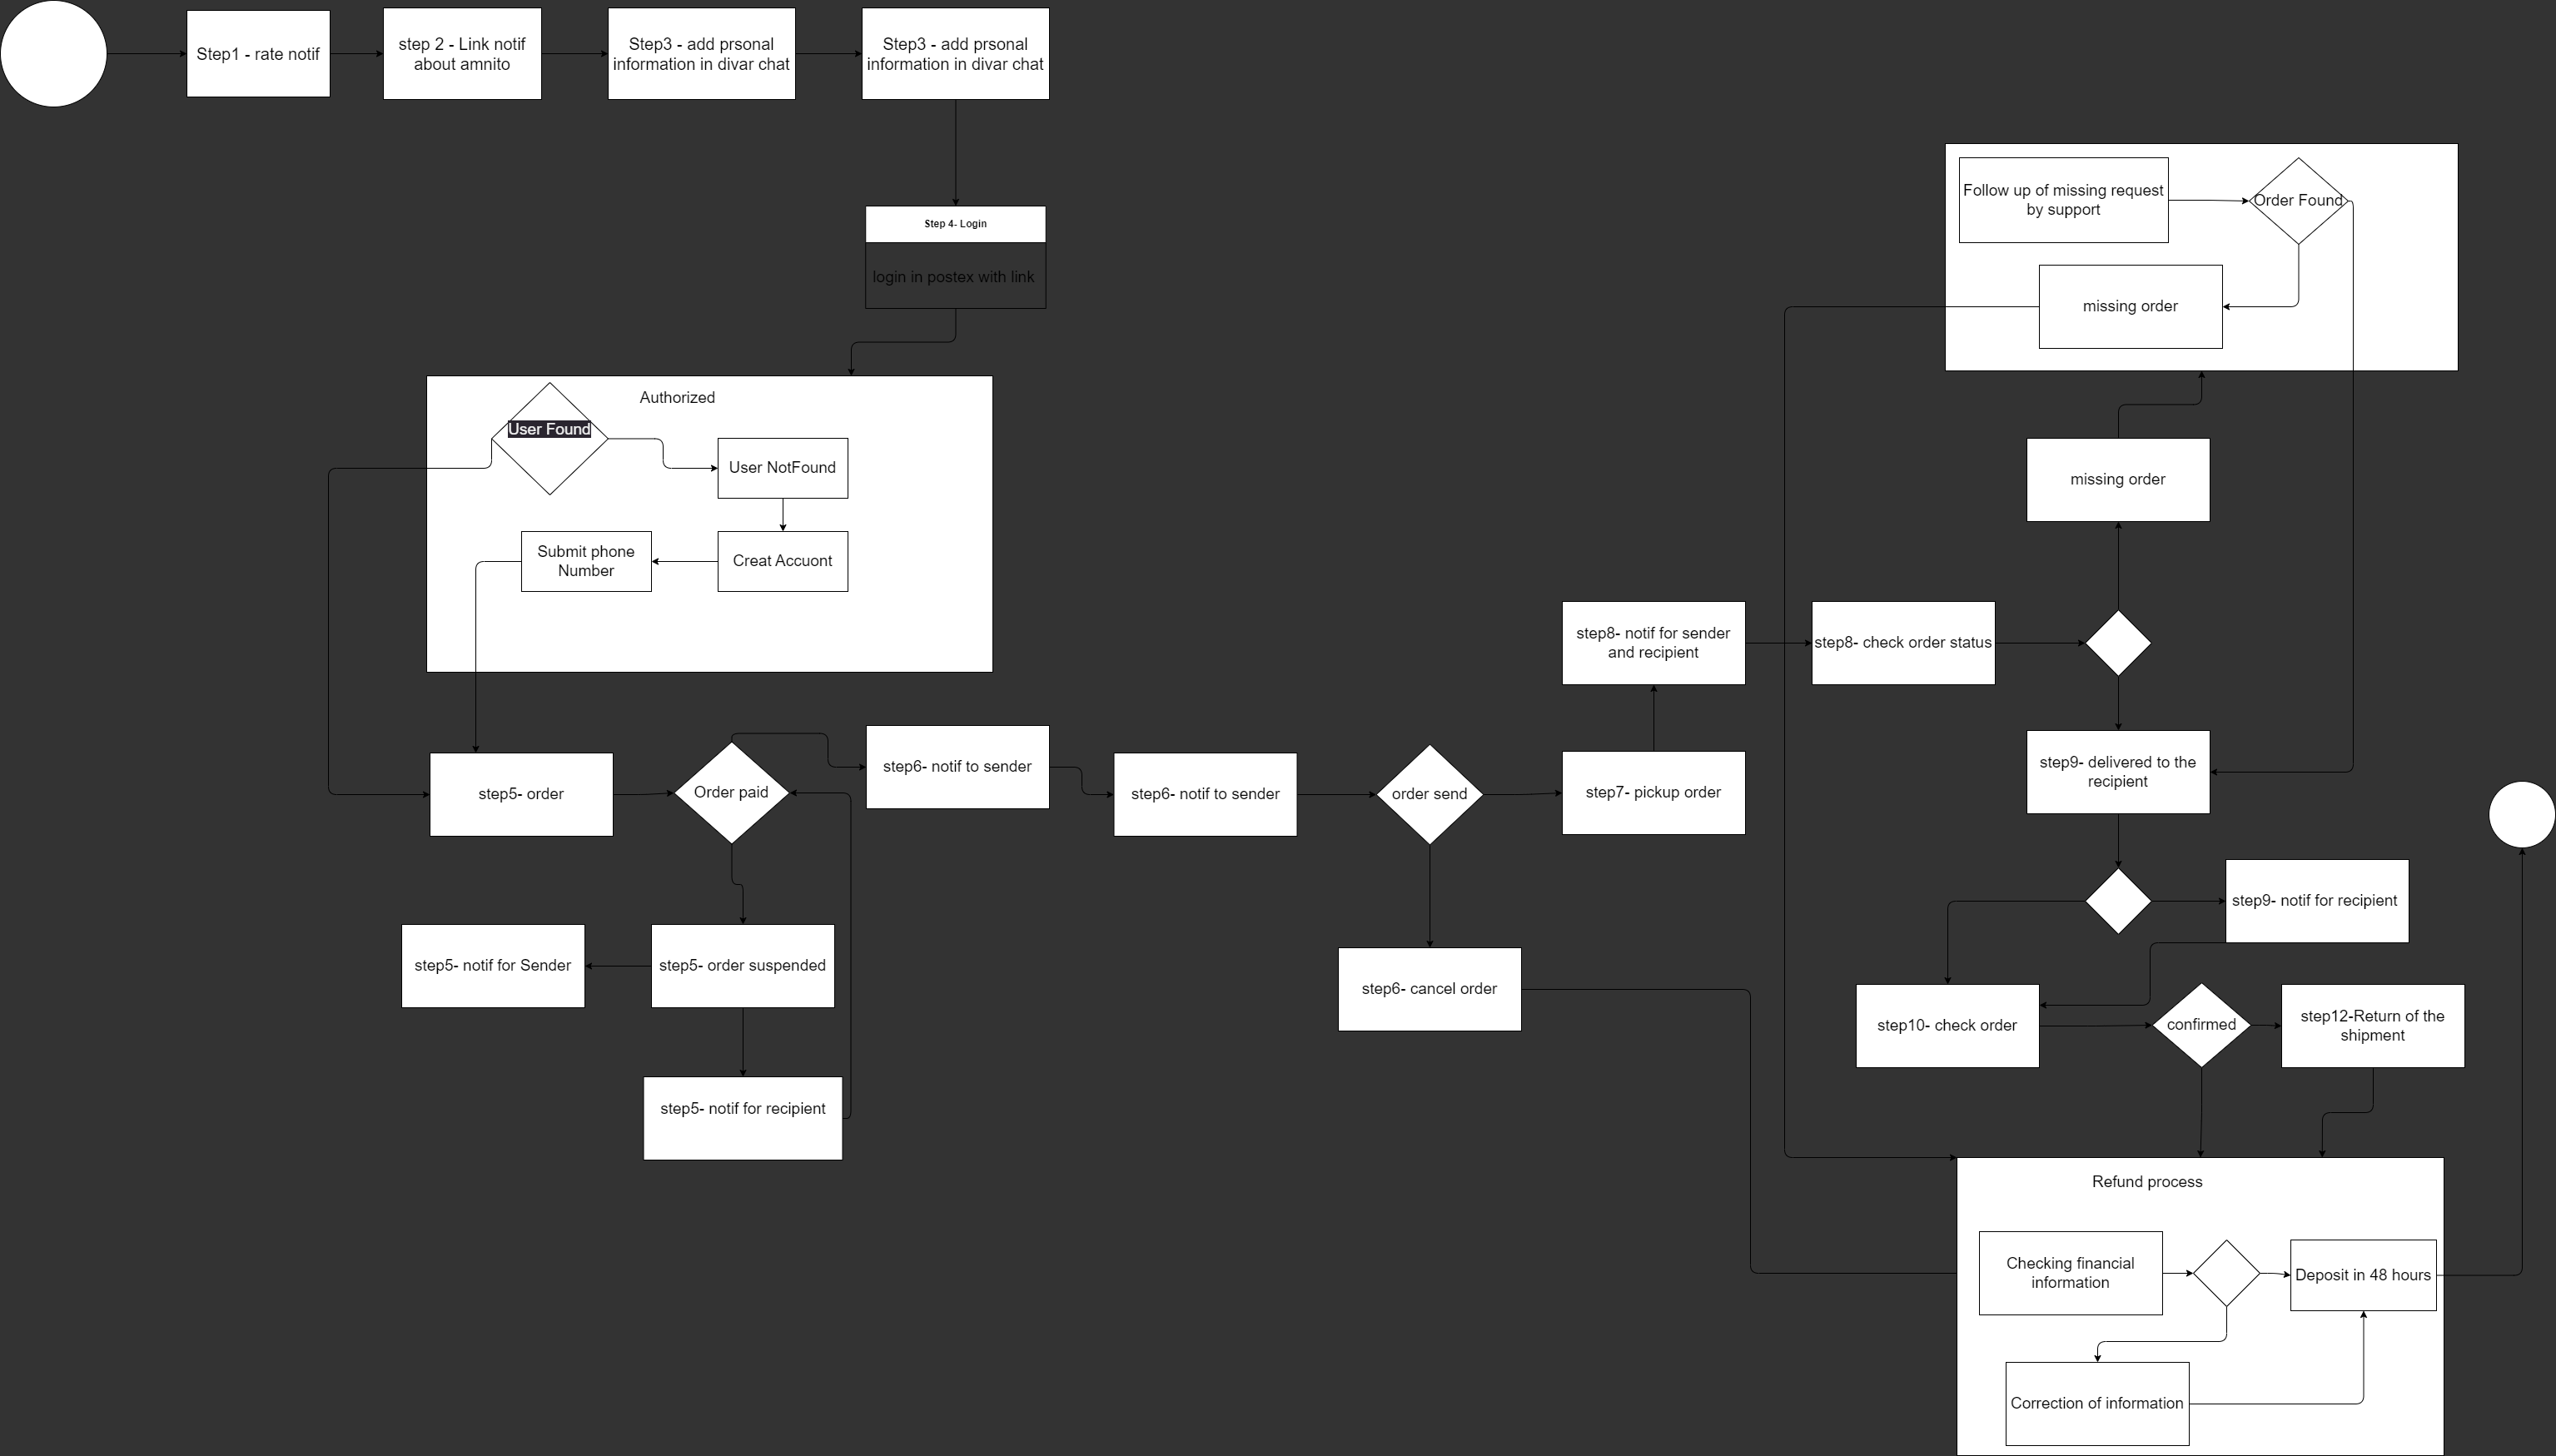 Step1 - rate notif
step 2 - Link notif
about amnito
Step3 - add prsonal
information in divar chat
Step3 - add prsonal
information in divar chat
Step 4- Login
login in postex with link
Authorized
User Found
User NotFound
Submit phone
Number
Creat Accuont
step5- order
Order paid
step6- notif to sender
step6- notif to sender
order send
step7- pickup order
step5- notif for Sender
step5- order suspended
step5- notif for recipient
step6- cancel order
step8- notif for sender
and recipient
step8- check order status
Follow up of missing request
by support
Order Found
missing order
missing order
step9- delivered to the
recipient
step9- notif for recipient
step10- check order
confirmed
step12-Return of the
shipment
Refund process
Checking financial
information
Deposit in 48 hours
Correction of information